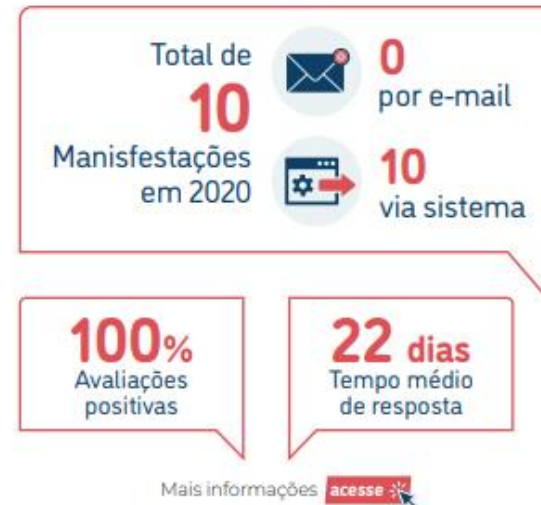 Total de
10
Manisfestações
em 2020
0
por e-mail
10
via sistema
100%
Avaliações
positivas
22 dias
Tempo médio
de resposta
Mais informações acesse